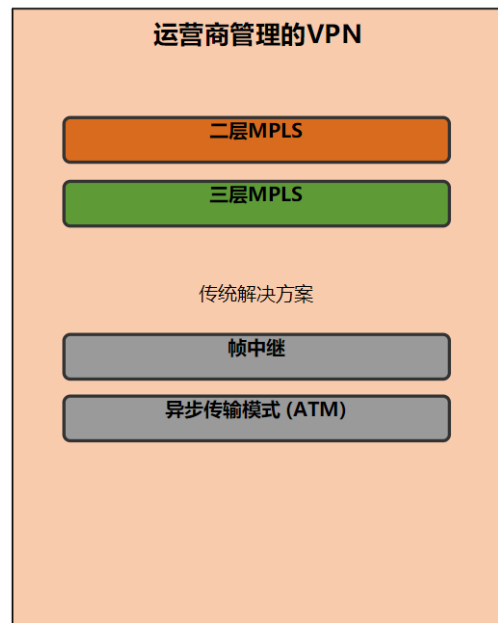 运营商管理的VPN
二层MPLS
三层MPLS
传统解决方案
帧中继
异步传输模式 (ATM)